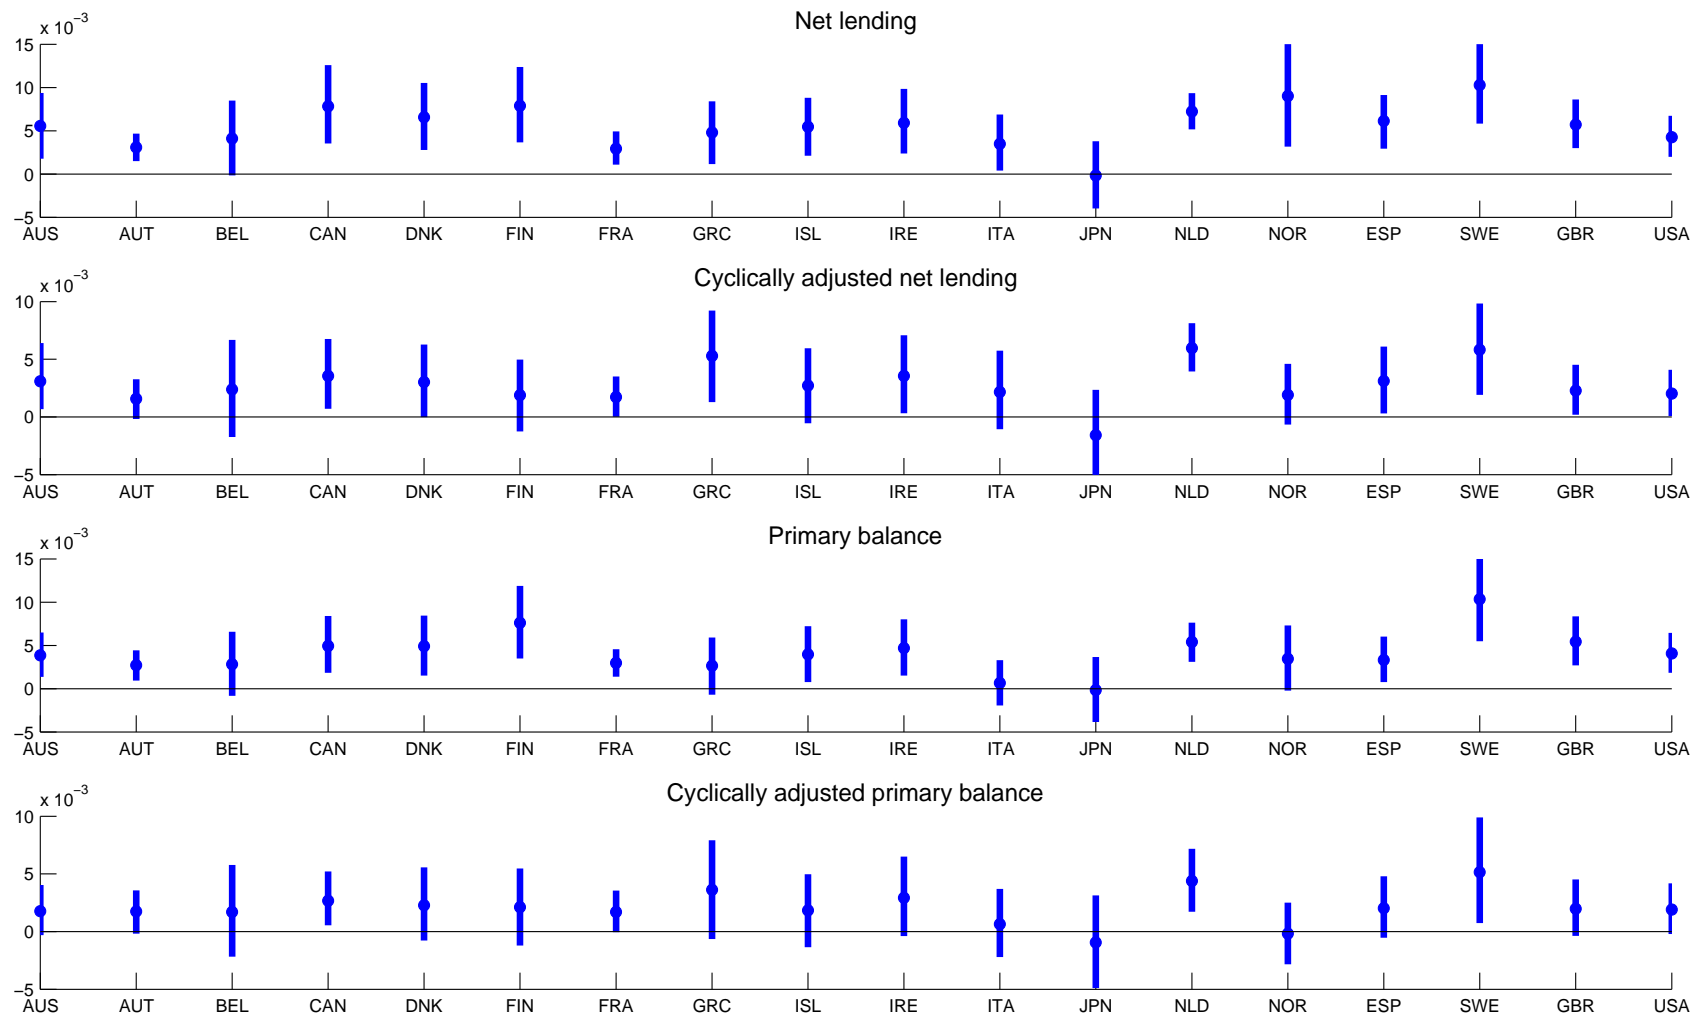 Net lending
x 10−3
15
10
5
0
−5
AUS AUT BEL CAN DNK FIN FRA GRC ISL IRE ITA JPN NLD NOR ESP SWE GBR USA
Cyclically adjusted net lending
x 10−3
10
5
0
−5
AUS AUT BEL CAN DNK FIN FRA GRC ISL IRE ITA JPN NLD NOR ESP SWE GBR USA
Primary balance
x 10−3
15
10
5
0
−5
AUS AUT BEL CAN DNK FIN FRA GRC ISL IRE ITA JPN NLD NOR ESP SWE GBR USA
Cyclically adjusted primary balance
x 10−3
10
5
0
−5
AUS AUT BEL CAN DNK FIN FRA GRC ISL IRE ITA JPN NLD NOR ESP SWE GBR USA